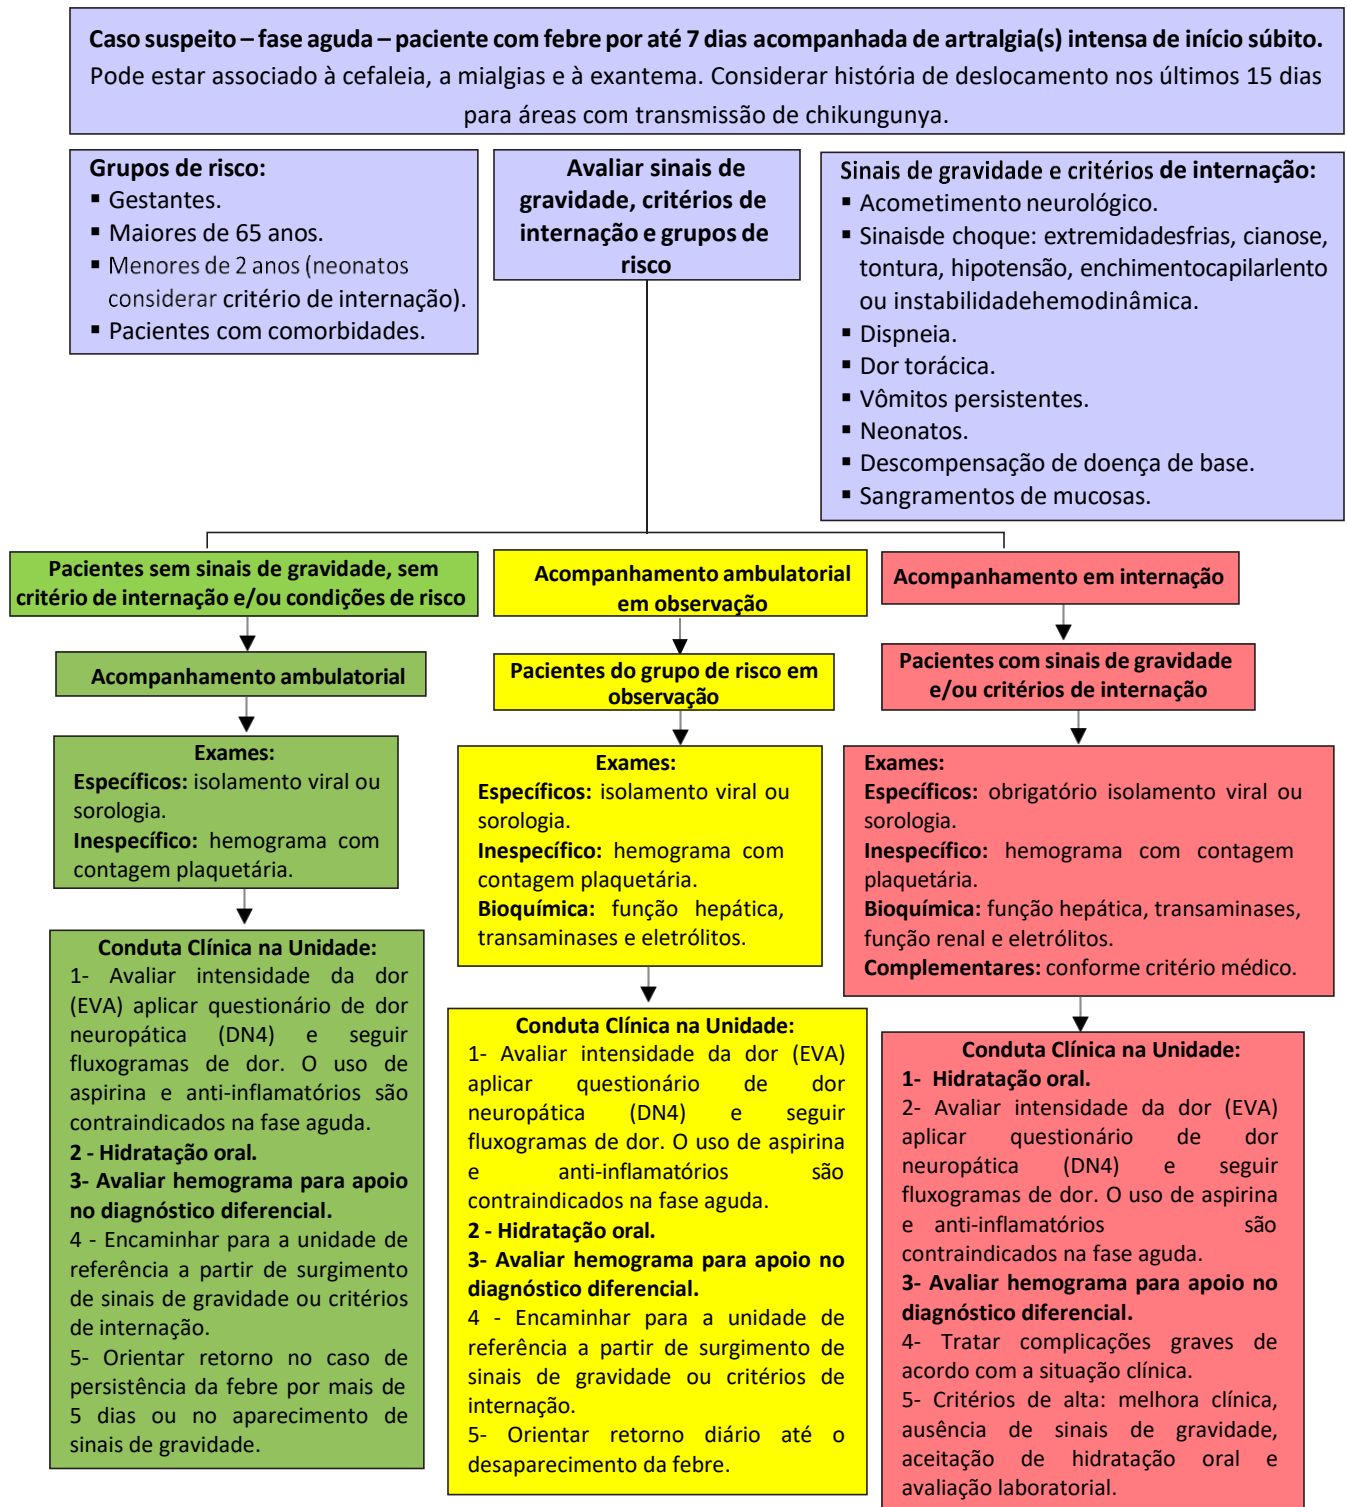 Caso suspeito – fase aguda – paciente com febre por até 7 dias acompanhada de artralgia(s) intensa de início súbito.
Pode estar associado à cefaleia, a mialgias e à exantema. Considerar história de deslocamento nos últimos 15 dias
para áreas com transmissão de chikungunya.
Grupos de risco:
▪ Gestantes.
▪ Maiores de 65 anos.
▪ Menores de 2 anos (neonatos
considerar critério de internação).
▪ Pacientes com comorbidades.
Avaliar sinais de
gravidade, critérios de
internação e grupos de
risco
Sinais de gravidade e critérios de internação:
▪ Acometimento neurológico.
▪ Sinaisde choque: extremidadesfrias, cianose,
tontura, hipotensão, enchimentocapilarlento
ou instabilidadehemodinâmica.
▪ Dispneia.
▪ Dor torácica.
▪ Vômitos persistentes.
▪ Neonatos.
▪ Descompensação de doença de base.
▪ Sangramentos de mucosas.
Pacientes sem sinais de gravidade, sem
critério de internação e/ou condições de risco
Acompanhamento ambulatorial
Exames:
Específicos: isolamento viral ou
sorologia.
Inespecífico: hemograma com
contagem plaquetária.
Conduta Clínica na Unidade:
1- Avaliar intensidade da dor
(EVA) aplicar questionário de dor
neuropática (DN4) e seguir
fluxogramas de dor. O uso de
aspirina e anti-inflamatórios são
contraindicados na fase aguda.
2 - Hidratação oral.
3- Avaliar hemograma para apoio
no diagnóstico diferencial.
4 - Encaminhar para a unidade de
referência a partir de surgimento
de sinais de gravidade ou critérios
de internação.
5- Orientar retorno no caso de
persistência da febre por mais de
5 dias ou no aparecimento de
sinais de gravidade.
Acompanhamento ambulatorial
em observação
Pacientes do grupo de risco em
observação
Exames:
Específicos: isolamento viral ou
sorologia.
Inespecífico: hemograma com
contagem plaquetária.
Bioquímica: função hepática,
transaminases e eletrólitos.
Conduta Clínica na Unidade:
1- Avaliar intensidade da dor (EVA)
aplicar questionário de dor
neuropática (DN4) e seguir
fluxogramas de dor. O uso de aspirina
e anti-inflamatórios são
contraindicados na fase aguda.
2 - Hidratação oral.
3- Avaliar hemograma para apoio no
diagnóstico diferencial.
4 - Encaminhar para a unidade de
referência a partir de surgimento de
sinais de gravidade ou critérios de
internação.
5- Orientar retorno diário até o
desaparecimento da febre.
Acompanhamento em internação
Pacientes com sinais de gravidade
e/ou critérios de internação
Exames:
Específicos: obrigatório isolamento viral ou
sorologia.
Inespecífico: hemograma com contagem
plaquetária.
Bioquímica: função hepática, transaminases,
função renal e eletrólitos.
Complementares: conforme critério médico.
Conduta Clínica na Unidade:
1- Hidratação oral.
2- Avaliar intensidade da dor (EVA)
aplicar questionário de dor
neuropática (DN4) e seguir
fluxogramas de dor. O uso de aspirina
e anti-inflamatórios são
contraindicados na fase aguda.
3- Avaliar hemograma para apoio no
diagnóstico diferencial.
4- Tratar complicações graves de
acordo com a situação clínica.
5- Critérios de alta: melhora clínica,
ausência de sinais de gravidade,
aceitação de hidratação oral e
avaliação laboratorial.